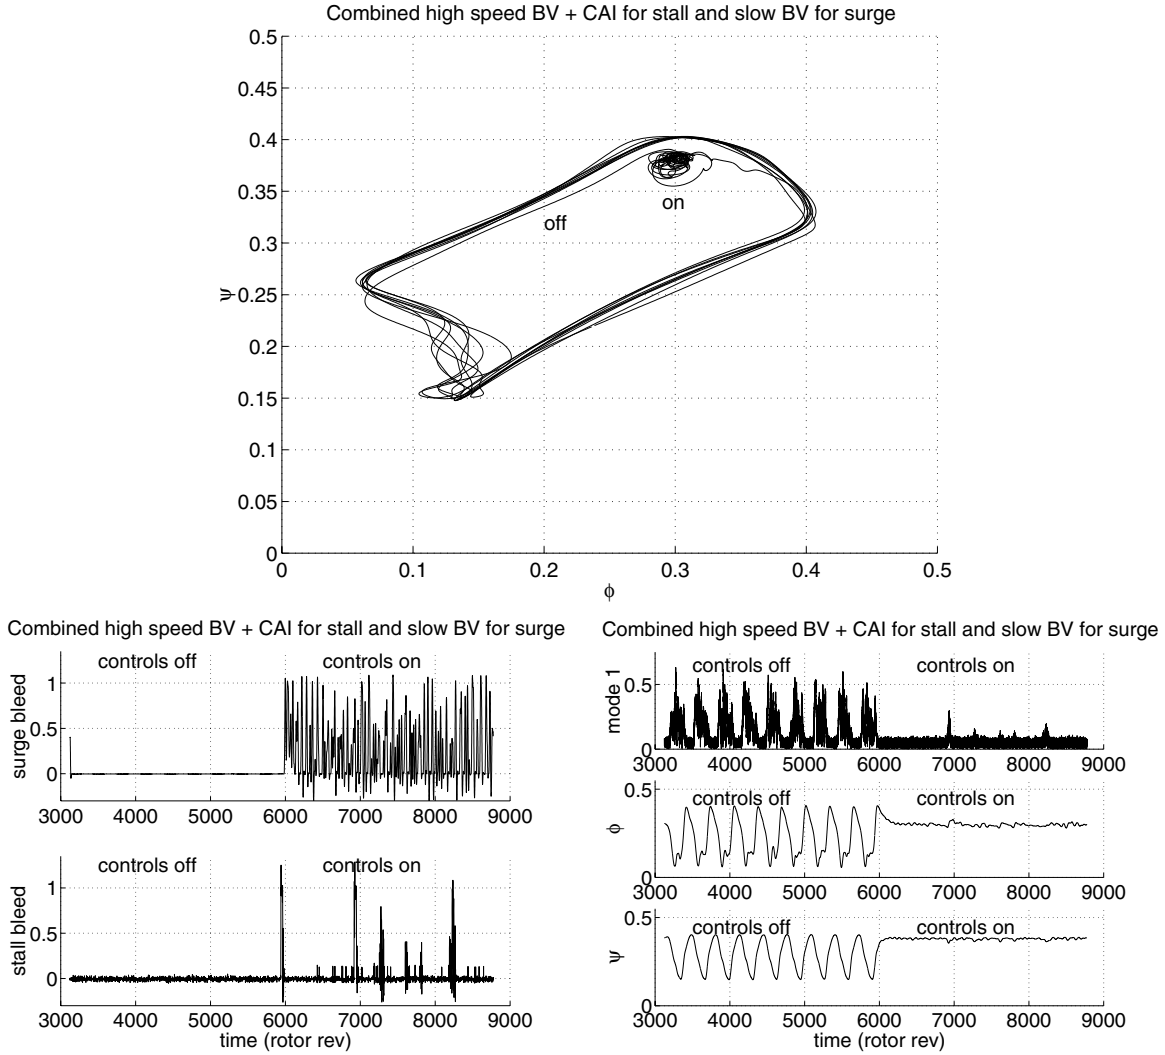 Combined high speed BV + CAI for stall and slow BV for surge
0.5
0.45
0.4
0.35
0.3
0.25
0.2
0.15
0.1
0.05
0
ψ
off
on
0 0.1 0.2 0.3 0.4 0.5
ϕ
Combined high speed BV + CAI for stall and slow BV for surge
controls off controls on
1
0.5
0
surge bleed
3000 4000 5000 6000 7000 8000 9000
controls off controls on
1
0.5
0
stall bleed
3000 4000 5000 6000 7000 8000 9000
time (rotor rev)
Combined high speed BV + CAI for stall and slow BV for surge
controls off controls on
0.5
0
mode 1
3000 4000 5000 6000 7000 8000 9000
controls off controls on
0.5
0
ϕ
3000 4000 5000 6000 7000 8000 9000
controls off controls on
0.5
0
ψ
3000 4000 5000 6000 7000 8000 9000
time (rotor rev)